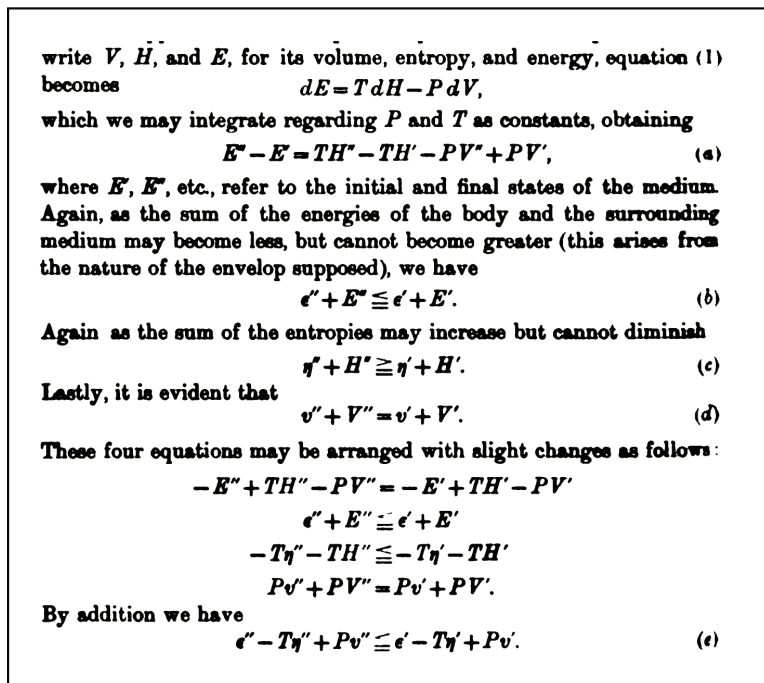 write V, H, and E, for its volume, entropy, and energy, equation (1)
becomes dE = T dH − P dV,
which we may integrate regarding P and T as constants, obtaining
E″ − E′ = TH″ − TH′ − PV″ + PV′, (a)
where E′, E″, etc., refer to the initial and final states of the medium.
Again, as the sum of the energies of the body and the surrounding
medium may become less, but cannot become greater (this arises from
the nature of the envelop supposed), we have
ϵ″ + E″ ≦ ϵ′ + E′. (b)
Again as the sum of the entropies may increase but cannot diminish
η″ + H″ ≧ η′ + H′. (c)
Lastly, it is evident that
v″ + V″ = v′ + V′. (d)
These four equations may be arranged with slight changes as follows:
−E″ + TH″ − PV″ = −E′ + TH′ − PV′
ϵ″ + E″ ≦ ϵ′ + E′
−Tη″ − TH″ ≦ −Tη′ − TH′
Pv″ + PV″ = Pv′ + PV′.
By addition we have
ϵ″ − Tη″ + Pv″ ≦ ϵ′ − Tη′ + Pv′. (e)